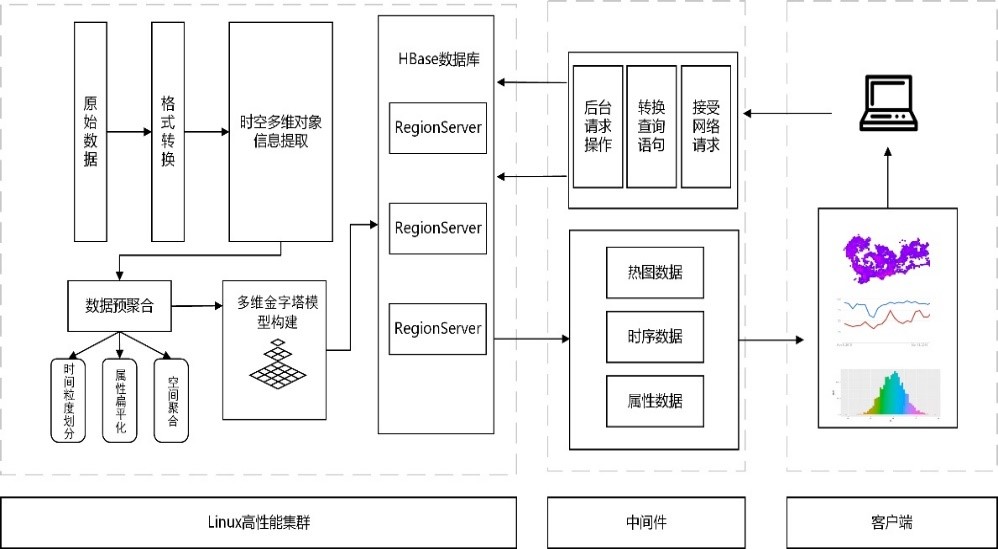 原始数据
格式转换
时空多维对象
信息提取
HBase数据库
RegionServer
RegionServer
RegionServer
数据预聚合
时间粒度划分
属性扁平化
空间聚合
多维金字塔模
型构建
后台
请求
操作
转换
查询
语句
接受
网络
请求
热图数据
时序数据
属性数据
Linux高性能集群
中间件
客户端